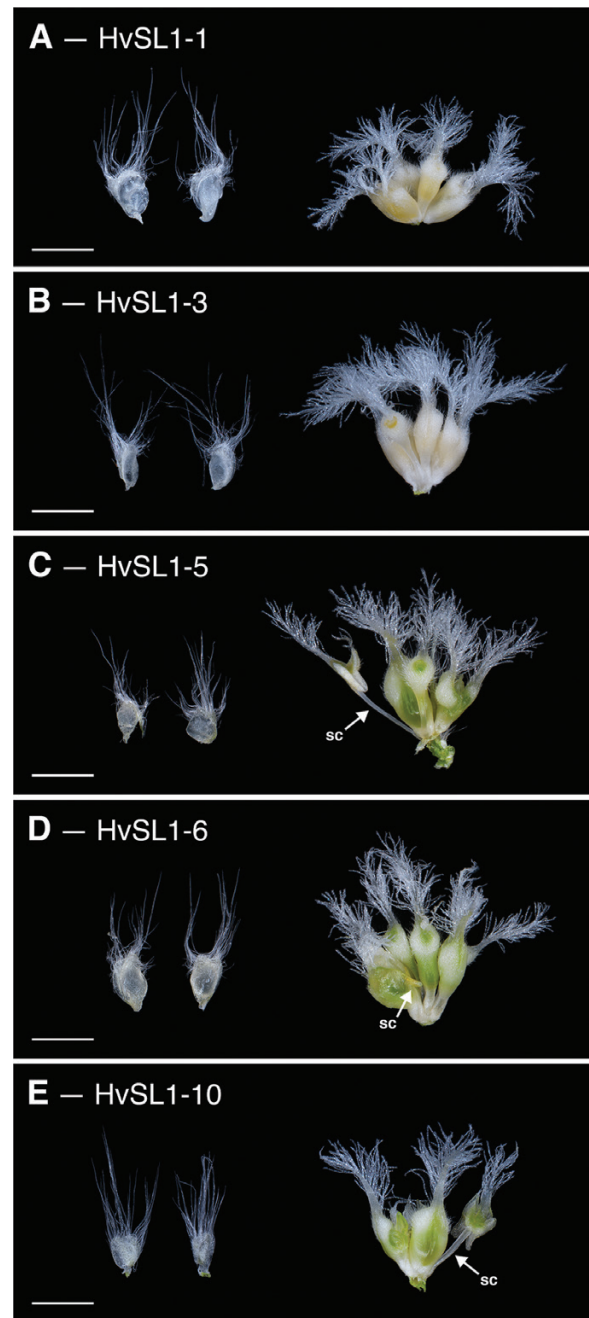 A — HvSL1-1
B — HvSL1-3
C — HvSL1-5
sc
D — HvSL1-6
sc
E — HvSL1-10
sc